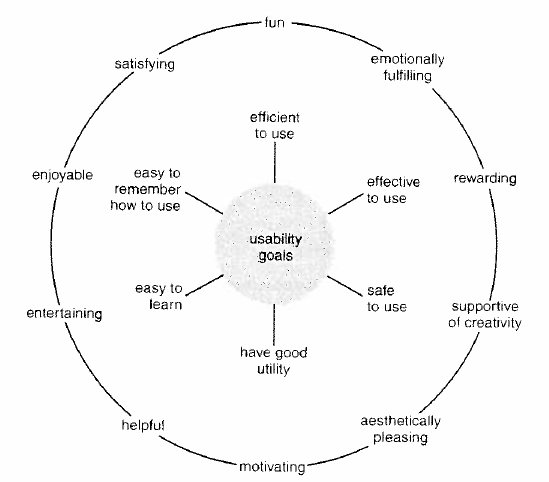 fun
emotionally
fulfilling
rewarding
supportive
of creativity
aesthetically
pleasing
motivating
helpful
entertaining
enjoyable
satisfying
efficient
to use
effective
to use
safe
to use
have good
utility
easy to
learn
easy to
remember
how to use
usability
goals